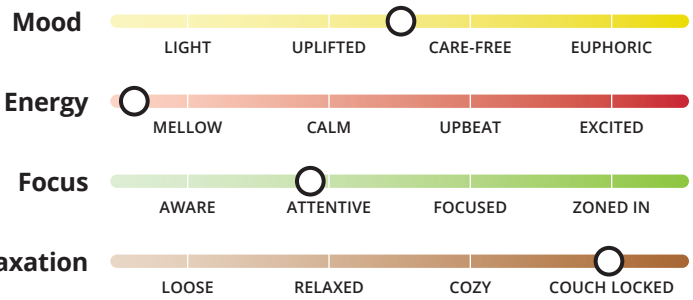 Mood
LIGHT UPLIFTED CARE-FREE EUPHORIC
Energy
MELLOW CALM UPBEAT EXCITED
Focus
AWARE ATTENTIVE FOCUSED ZONED IN
axation
LOOSE RELAXED COZY COUCH LOCKED